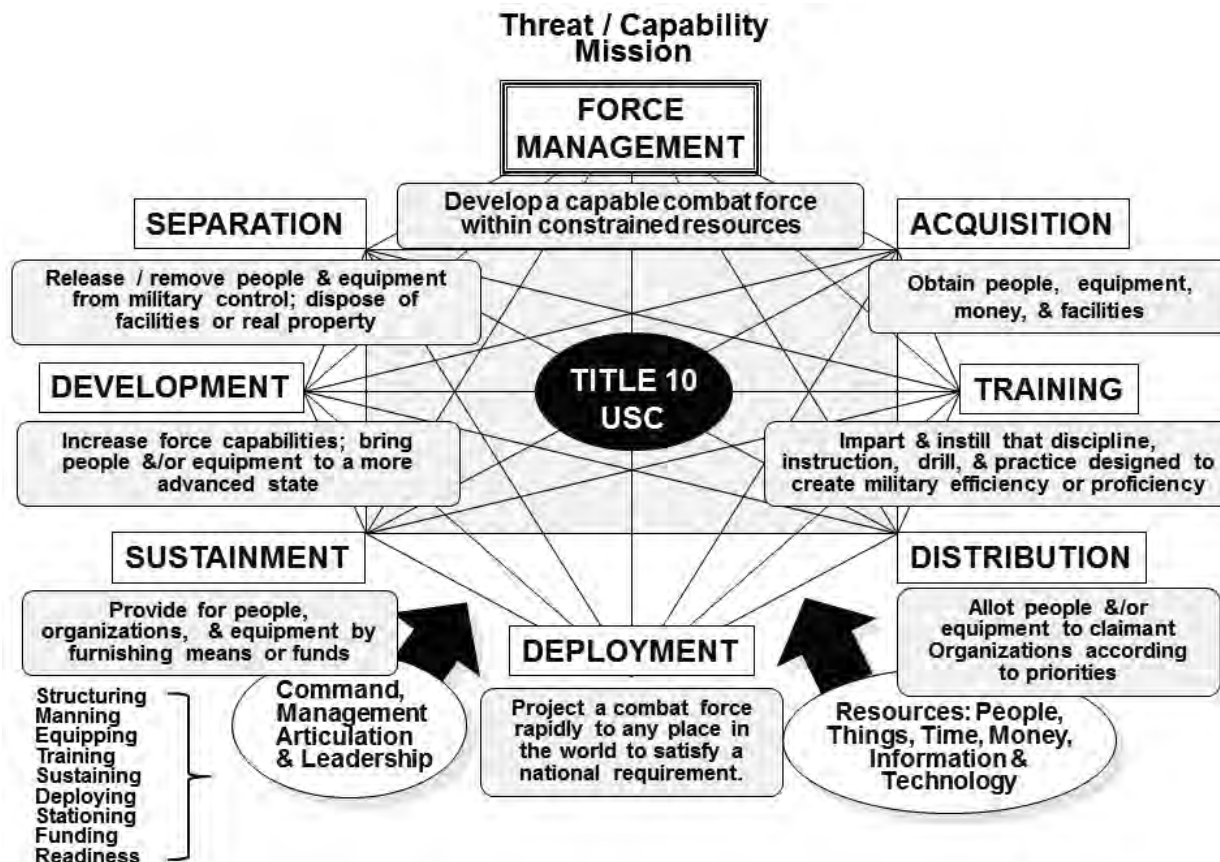 Threat / Capability
Mission
FORCE
MANAGEMENT
Develop a capable combat force
within constrained resources
SEPARATION
Release / remove people & equipment
from military control; dispose of
facilities or real property
ACQUISITION
Obtain people, equipment,
money, & facilities
TITLE 10
USC
DEVELOPMENT
Increase force capabilities; bring
people &/or equipment to a more
advanced state
TRAINING
Impart & instill that discipline,
instruction, drill, & practice designed to
create military efficiency or proficiency
SUSTAINMENT
Provide for people,
organizations, & equipment by
furnishing means or funds
DISTRIBUTION
Allot people &/or
equipment to claimant
Organizations according
to priorities
DEPLOYMENT
Project a combat force
rapidly to any place in
the world to satisfy a
national requirement.
Structuring
Manning
Equipping
Training
Sustaining
Deploying
Stationing
Funding
Readiness
Command,
Management
Articulation
& Leadership
Resources: People,
Things, Time, Money,
Information &
Technology